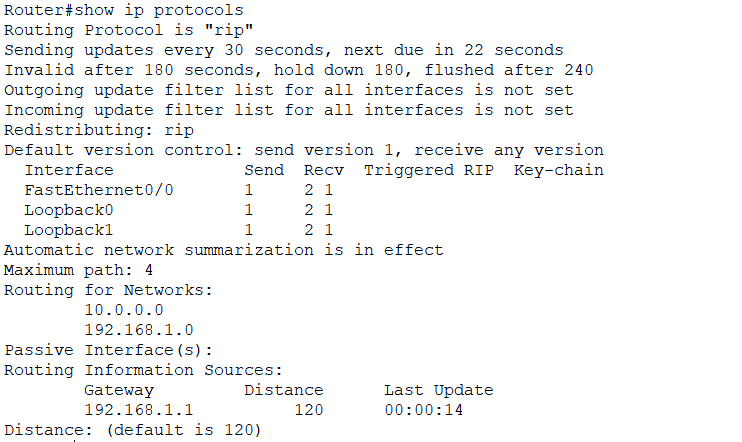 Router#show ip protocols
Routing Protocol is "rip"
Sending updates every 30 seconds, next due in 22 seconds
Invalid after 180 seconds, hold down 180, flushed after 240
Outgoing update filter list for all interfaces is not set
Incoming update filter list for all interfaces is not set
Redistributing: rip
Default version control: send version 1, receive any version
  Interface             Send  Recv  Triggered RIP  Key-chain
  FastEthernet0/0       1     2 1
  Loopback0             1     2 1
  Loopback1             1     2 1
Automatic network summarization is in effect
Maximum path: 4
Routing for Networks:
        10.0.0.0
        192.168.1.0
Passive Interface(s):
Routing Information Sources:
        Gateway         Distance      Last Update
        192.168.1.1          120      00:00:14
Distance: (default is 120)